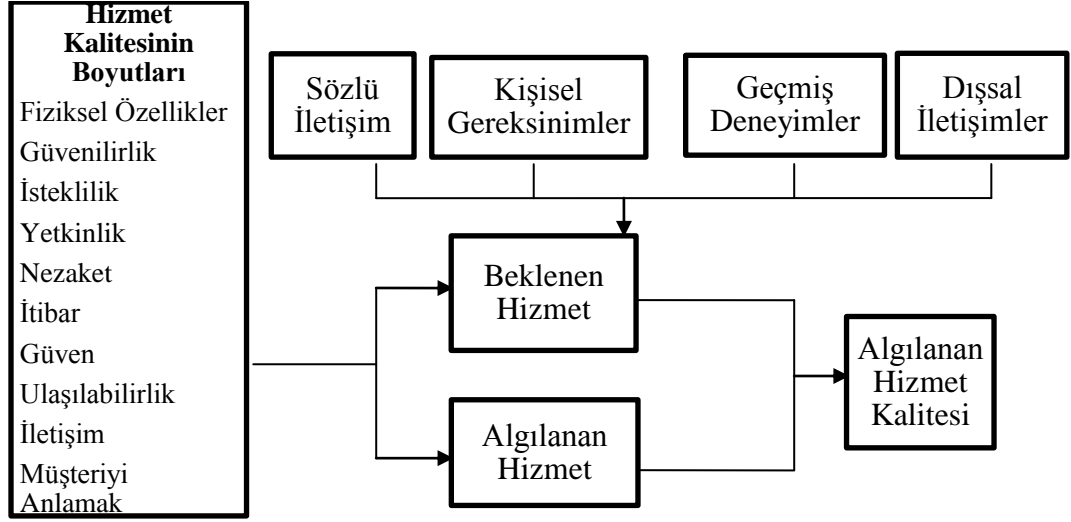 Hizmet
Kalitesinin
Boyutları
Fiziksel Özellikler
Güvenilirlik
İsteklilik
Yetkinlik
Nezaket
İtibar
Güven
Ulaşılabilirlik
İletişim
Müşteriyi
Anlamak
Sözlü
İletişim
Kişisel
Gereksinimler
Geçmiş
Deneyimler
Dışsal
İletişimler
Beklenen
Hizmet
Algılanan
Hizmet
Algılanan
Hizmet
Kalitesi